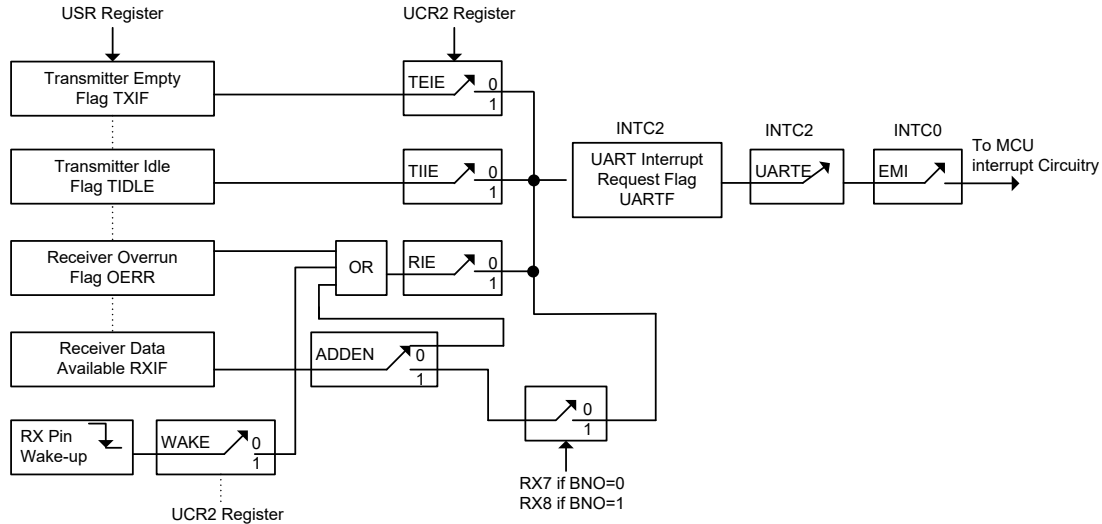 USR Register
UCR2 Register
Transmitter Empty
Flag TXIF
TEIE
0
1
INTC2
INTC2
INTC0
Transmitter Idle
Flag TIDLE
TIIE
0
1
UART Interrupt
Request Flag
UARTF
UARTE
EMI
To MCU
interrupt Circuitry
Receiver Overrun
Flag OERR
OR
RIE
0
1
Receiver Data
Available RXIF
ADDEN
0
1
0
1
RX Pin
Wake-up
WAKE
0
1
RX7 if BNO=0
RX8 if BNO=1
UCR2 Register